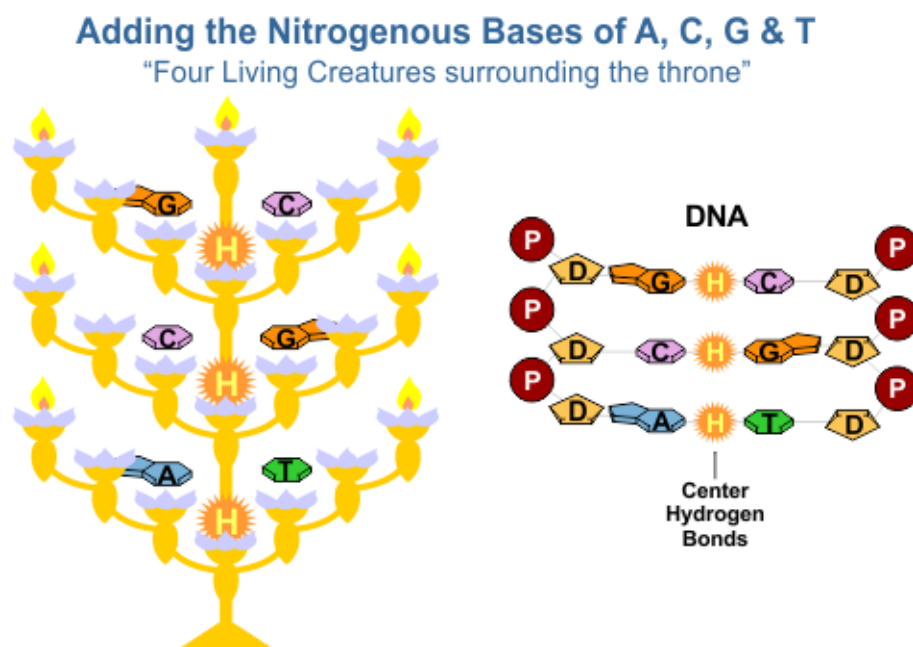 Adding the Nitrogenous Bases of A, C, G & T
“Four Living Creatures surrounding the throne”
G C
H
C G
H
A T
H
DNA
P P
D G H C D
P P
D C H G D
P P
D A H T D
Center
Hydrogen
Bonds